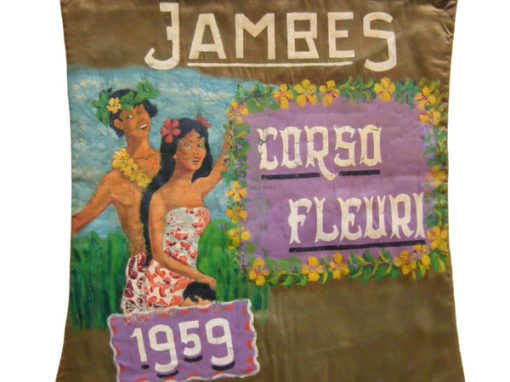 JAMBES
CORSO
FLEURI
1959